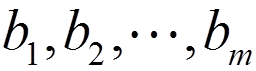 b₁, b₂, ⋯, bₘ